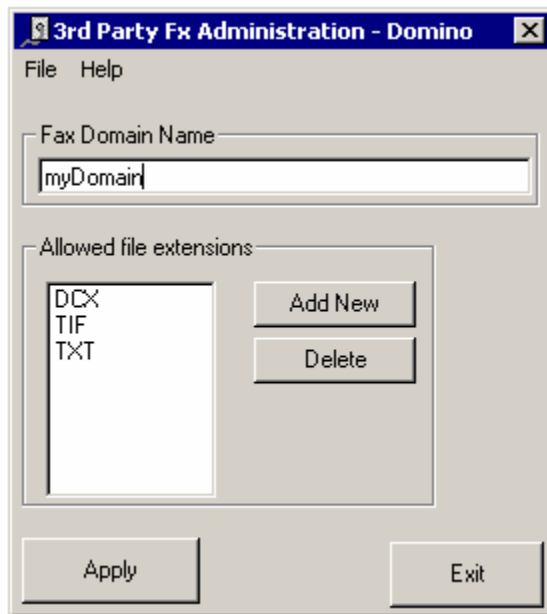 3rd Party Fx Administration - Domino
File Help
Fax Domain Name
myDomain
Allowed file extensions
DCX
TIF
TXT
Add New
Delete
Apply
Exit